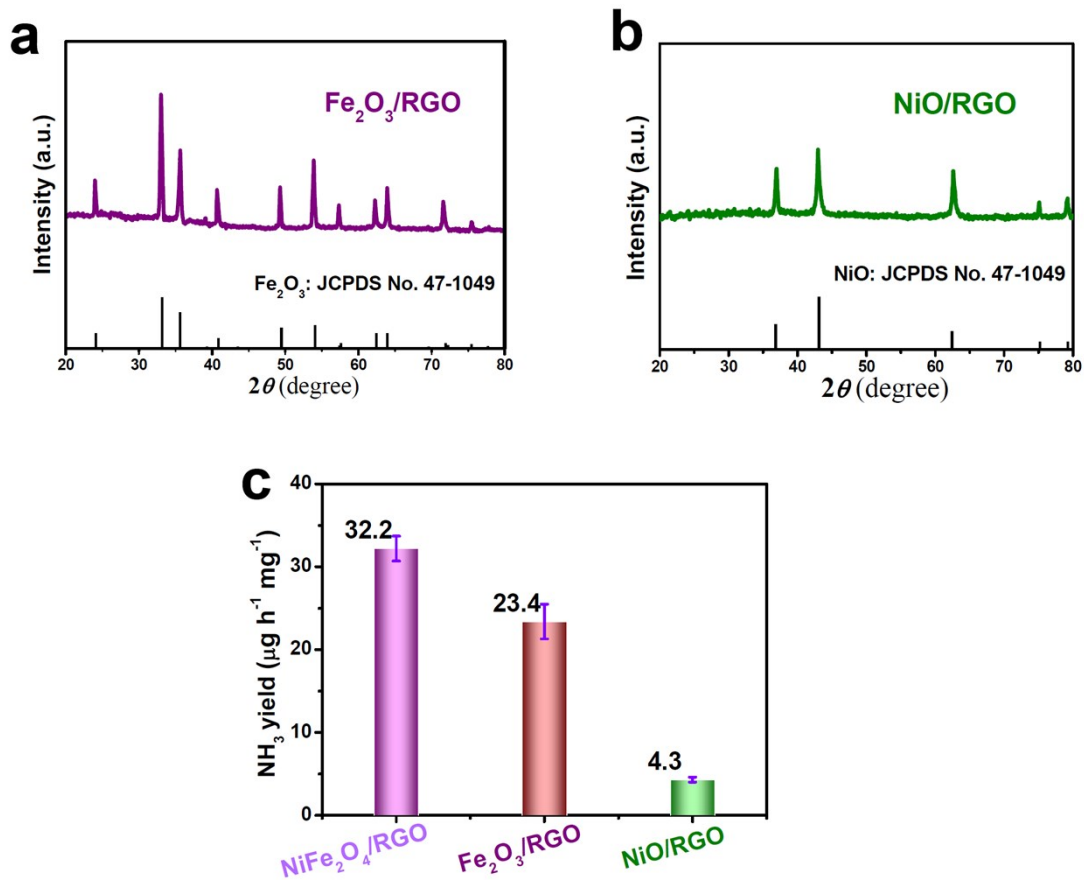 a
Fe₂O₃/RGO
Intensity (a.u.)
Fe₂O₃: JCPDS No. 47-1049
20 30 40 50 60 70 80
2θ (degree)
b
NiO/RGO
Intensity (a.u.)
NiO: JCPDS No. 47-1049
20 30 40 50 60 70 80
2θ (degree)
c
NH₃ yield (μg h⁻¹ mg⁻¹)
40
30
20
10
0
32.2
23.4
4.3
NiFe₂O₄/RGO
Fe₂O₃/RGO
NiO/RGO